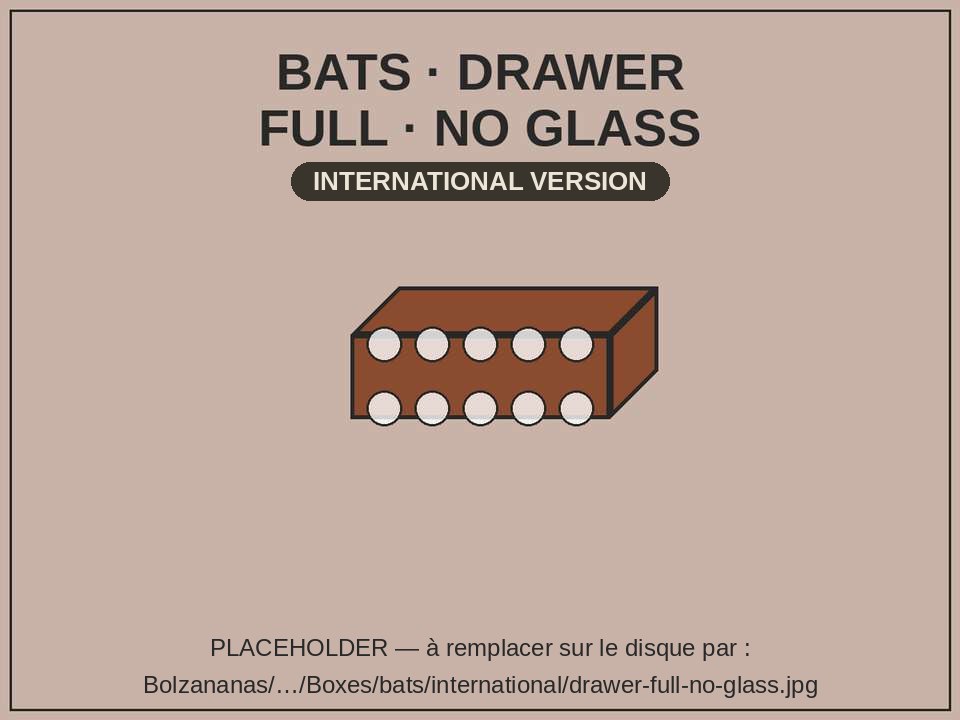 BATS · DRAWER
FULL · NO GLASS
INTERNATIONAL VERSION
PLACEHOLDER — à remplacer sur le disque par :
Bolzananas/…/Boxes/bats/international/drawer-full-no-glass.jpg